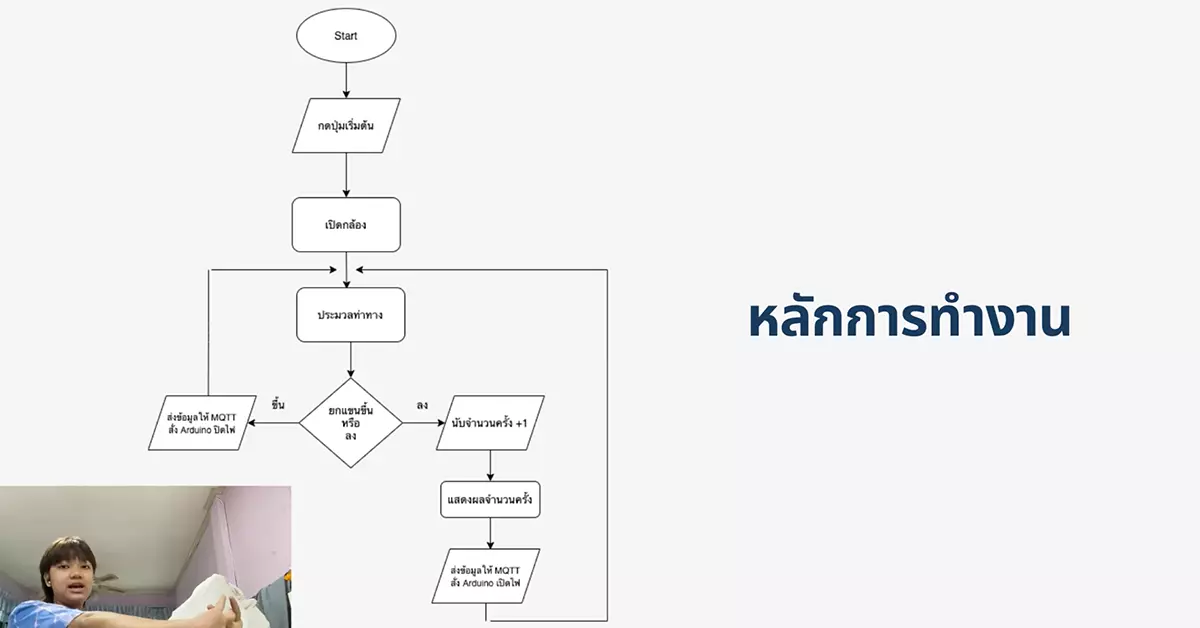 Start
กดปุ่มเริ่มต้น
เปิดกล้อง
ประมวลท่าทาง
ยกแขนขึ้น
หรือ
ลง
ขึ้น
ส่งข้อมูลให้ MQTT
สั่ง Arduino ปิดไฟ
ลง
นับจำนวนครั้ง +1
แสดงผลจำนวนครั้ง
ส่งข้อมูลให้ MQTT
สั่ง Arduino เปิดไฟ
หลักการทำงาน